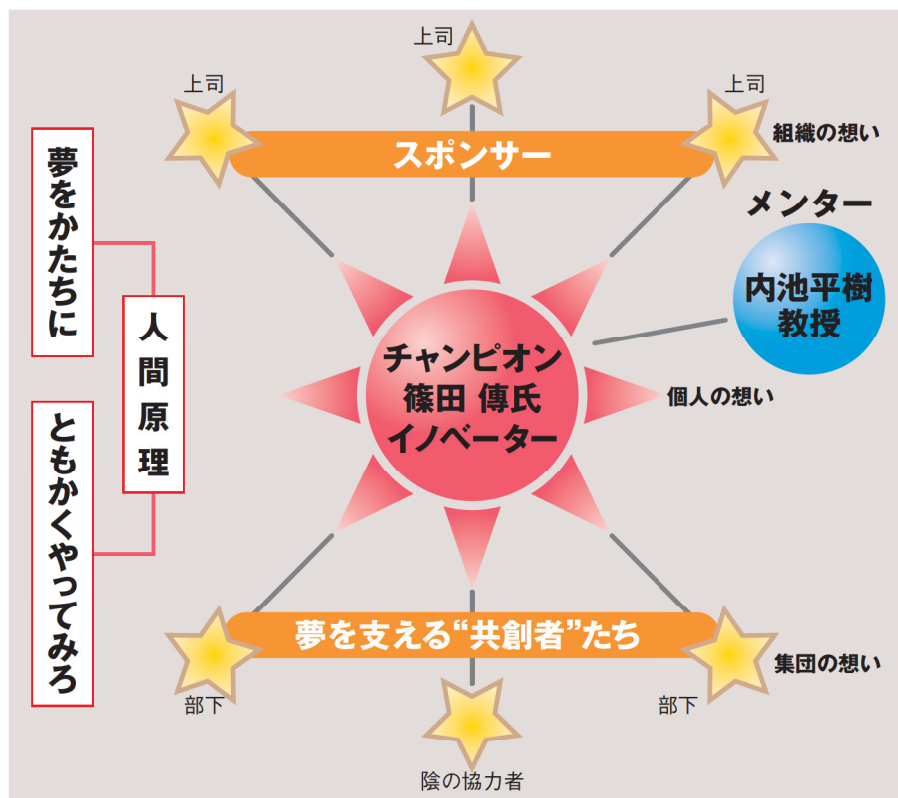 上司
上司
上司
スポンサー
組織の想い
メンター
内池平樹
教授
夢をかたちに
人間原理
ともかくやってみろ
チャンピオン
篠田 傳氏
イノベーター
個人の想い
夢を支える“共創者”たち
集団の想い
部下
部下
陰の協力者